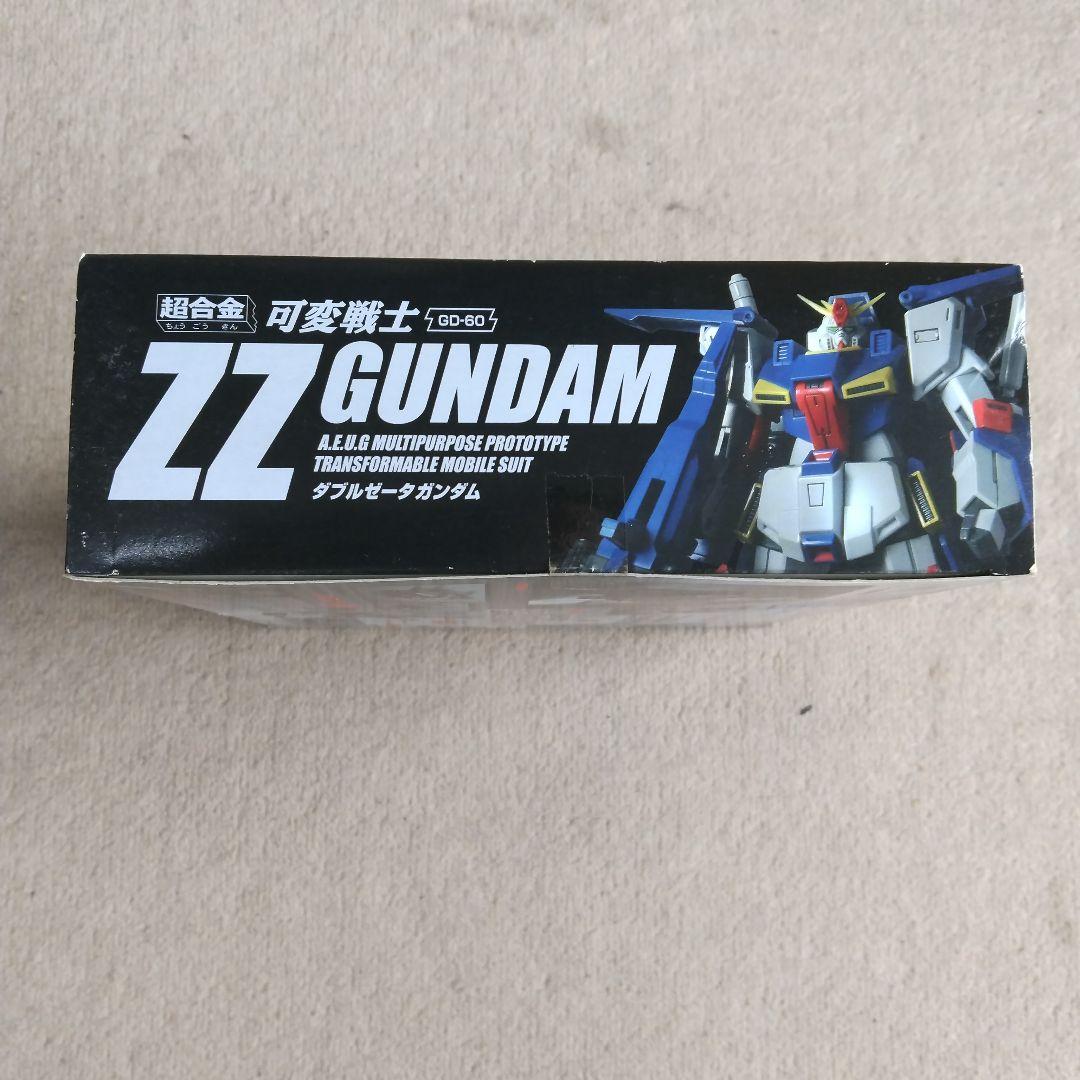 超合金
ちょう ごう きん
可変戦士 GD-60
ZZ GUNDAM
A.E.U.G MULTIPURPOSE PROTOTYPE
TRANSFORMABLE MOBILE SUIT
ダブルゼータガンダム